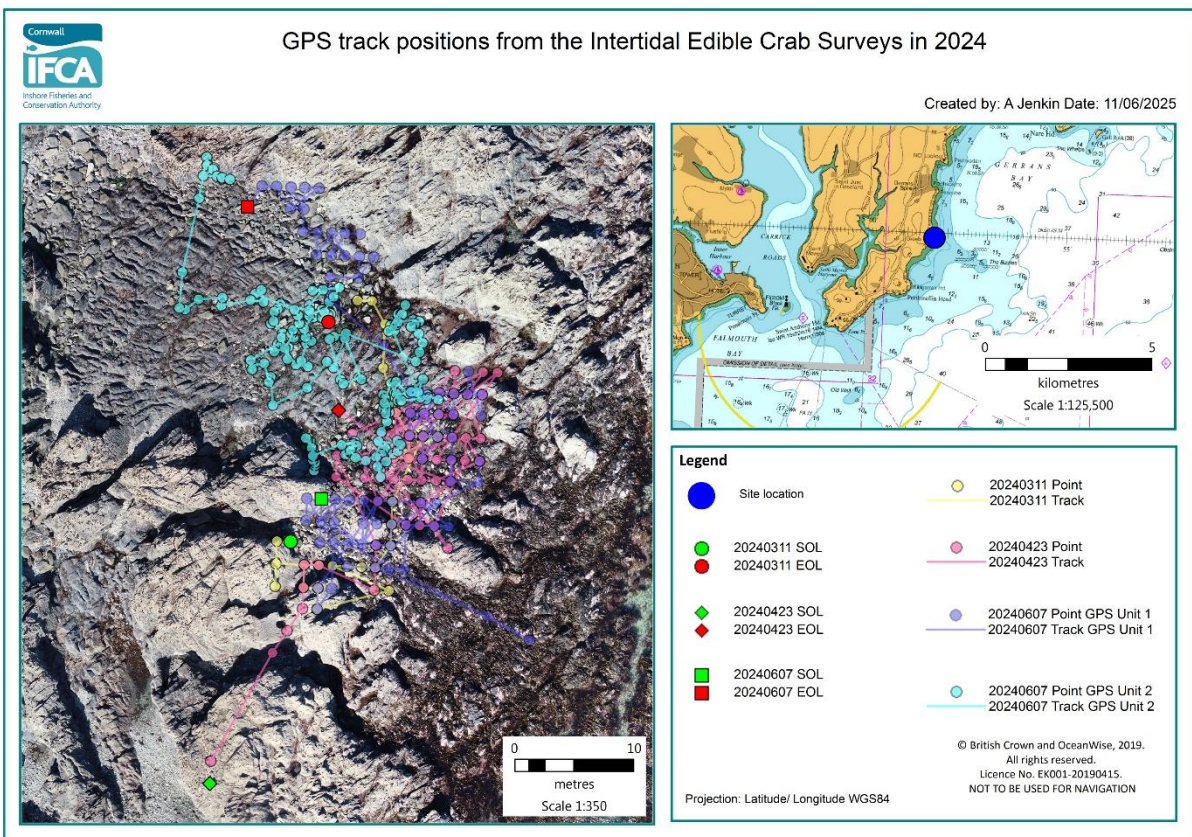 Cornwall
IFCA
Inshore Fisheries and
Conservation Authority
GPS track positions from the Intertidal Edible Crab Surveys in 2024
Created by: A Jenkin Date: 11/06/2025
GERRANS
BAY
CARRICK
ROADS
Inner
Harbour
FALMOUTH
BAY
0 5
kilometres
Scale 1:125,500
0 10
metres
Scale 1:350
Legend
Site location
20240311 SOL
20240311 EOL
20240423 SOL
20240423 EOL
20240607 SOL
20240607 EOL
20240311 Point
20240311 Track
20240423 Point
20240423 Track
20240607 Point GPS Unit 1
20240607 Track GPS Unit 1
20240607 Point GPS Unit 2
20240607 Track GPS Unit 2
© British Crown and OceanWise, 2019.
All rights reserved.
Licence No. EK001-20190415.
NOT TO BE USED FOR NAVIGATION
Projection: Latitude/ Longitude WGS84